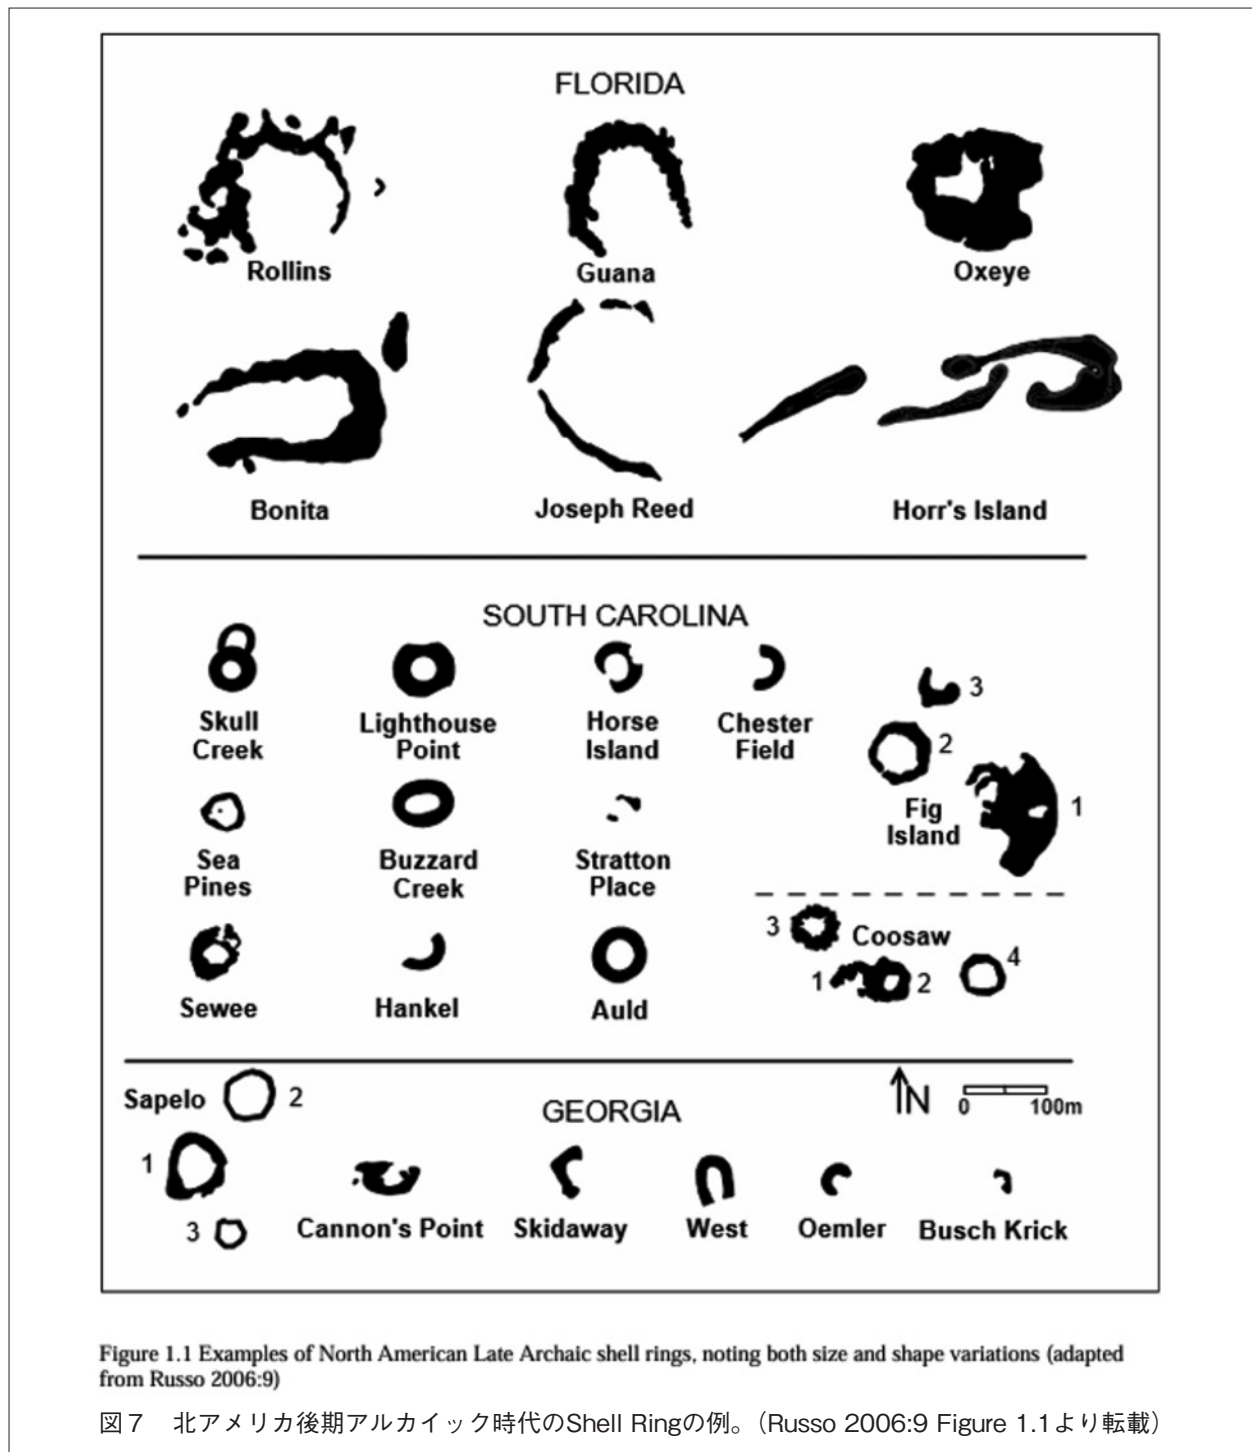 FLORIDA
Rollins
Guana
Oxeye
Bonita
Joseph Reed
Horr's Island
SOUTH CAROLINA
Skull
Creek
Lighthouse
Point
Horse
Island
Chester
Field
3
2
1
Fig
Island
Sea
Pines
Buzzard
Creek
Stratton
Place
Sewee
Hankel
Auld
3
Coosaw
4
1
2
Sapelo
2
GEORGIA
N
0 100m
1
3
Cannon's Point
Skidaway
West
Oemler
Busch Krick
Figure 1.1 Examples of North American Late Archaic shell rings, noting both size and shape variations (adapted
from Russo 2006:9)
図７　北アメリカ後期アルカイック時代のShell Ringの例。（Russo 2006:9 Figure 1.1より転載）